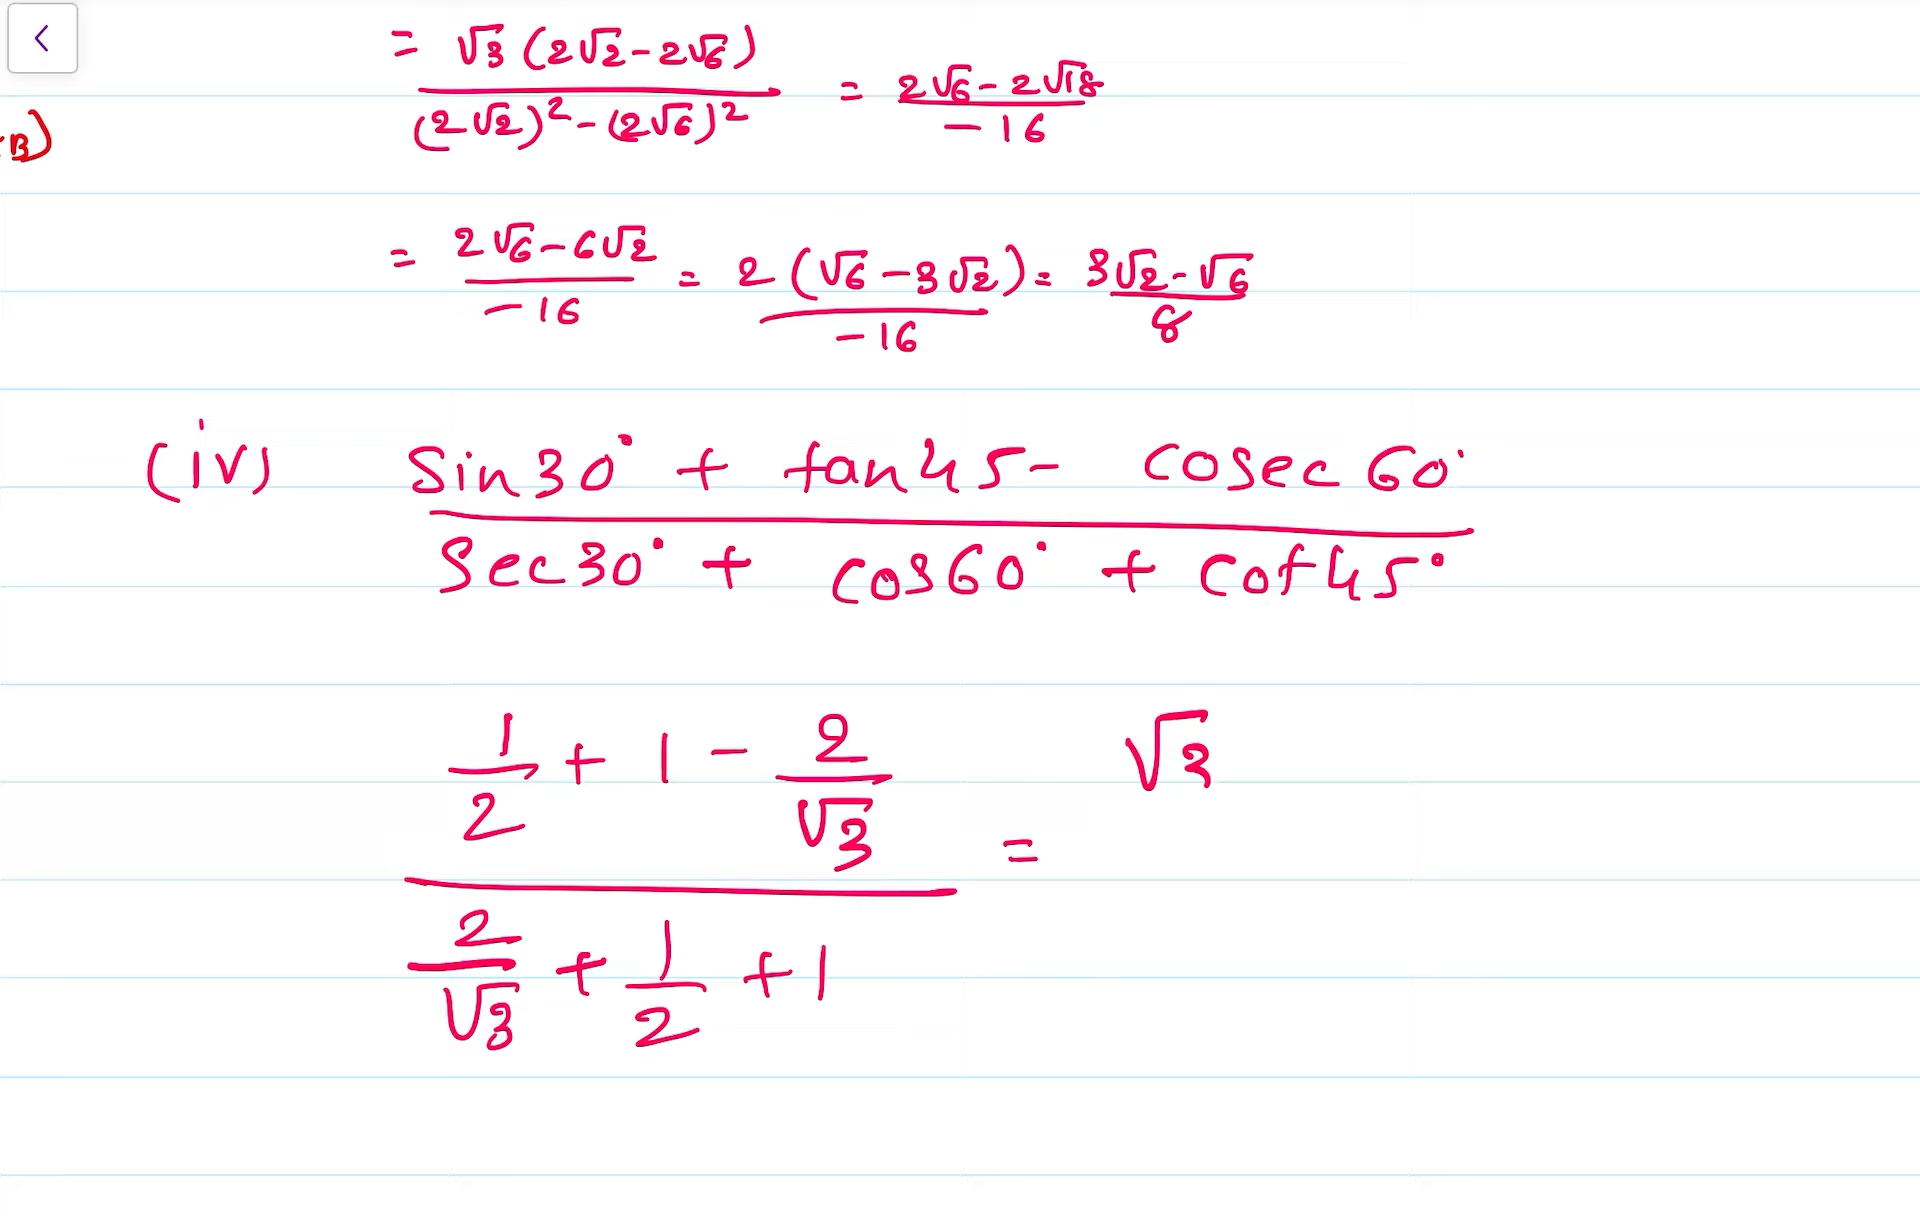 = √3 (2√2-2√6) / (2√2)² - (2√6)² = 2√6 - 2√18 / -16
B)
= 2√6 - 6√2 / -16 = 2 (√6 - 3√2) / -16 = 3√2 - √6 / 8
(iv) Sin30° + tan45 - Cosec 60° / Sec30° + cos60° + Cot45°
1/2 + 1 - 2/√3 / 2/√3 + 1/2 + 1 = √3